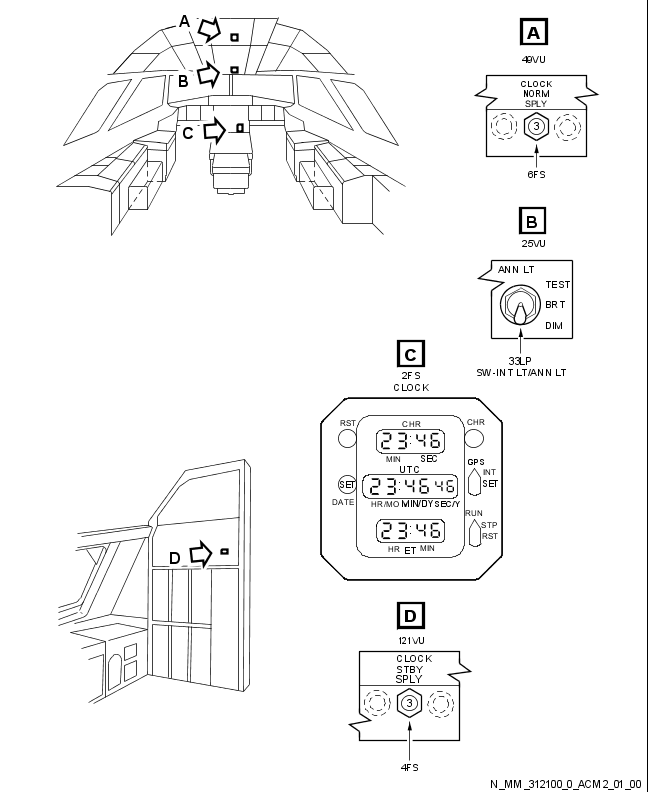 A
B
C
A
49VU
CLOCK
NORM
SPLY
3
6FS
B
25VU
ANN LT
TEST
BRT
DIM
33LP
SW-INT LT/ANN LT
C
2FS
CLOCK
RST
CHR
CHR
23:46
MIN SEC
UTC
GPS
INT
SET
SET
23:46 46
DATE
HR/MO MIN/DY SEC/Y
RUN
STP
RST
23:46
HR ET MIN
D
D
121VU
CLOCK
STBY
SPLY
3
4FS
N_MM_312100_0_ACM2_01_00